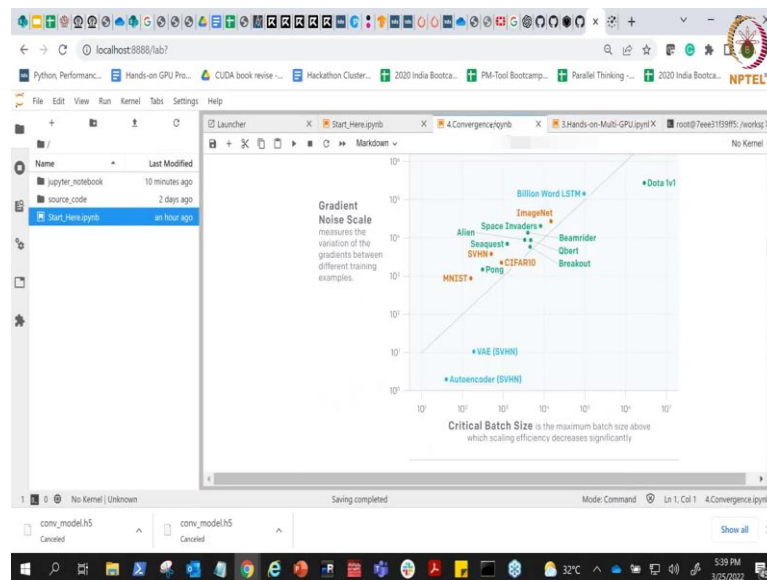 localhost:8888/lab?
Python, Performanc... Hands-on GPU Pro... CUDA book revise -... Hackathon Cluster... 2020 India Bootca... PM-Tool Bootcamp... Parallel Thinking -... 2020 India Bootca...
NPTEL
File Edit View Run Kernel Tabs Settings Help
Launcher Start_Here.ipynb 4.Convergence.ipynb 3.Hands-on-Multi-GPU.ipynb root@7eee31f39ff5: /worksp
Markdown No Kernel
/
Name Last Modified
jupyter_notebook 10 minutes ago
source_code 2 days ago
Start_Here.ipynb an hour ago
Gradient
Noise Scale
measures the
variation of the
gradients between
different training
examples.
Dota 1v1
Billion Word LSTM
ImageNet
Space Invaders
Alien
Beamrider
Seaquest
Qbert
SVHN
Breakout
CIFAR10
Pong
MNIST
VAE (SVHN)
Autoencoder (SVHN)
Critical Batch Size is the maximum batch size above
which scaling efficiency decreases significantly
1 0 No Kernel | Unknown Saving completed Mode: Command Ln 1, Col 1 4.Convergence.ipyn
conv_model.h5 conv_model.h5 Show all
Canceled Canceled
32°C 5:39 PM
3/25/2022